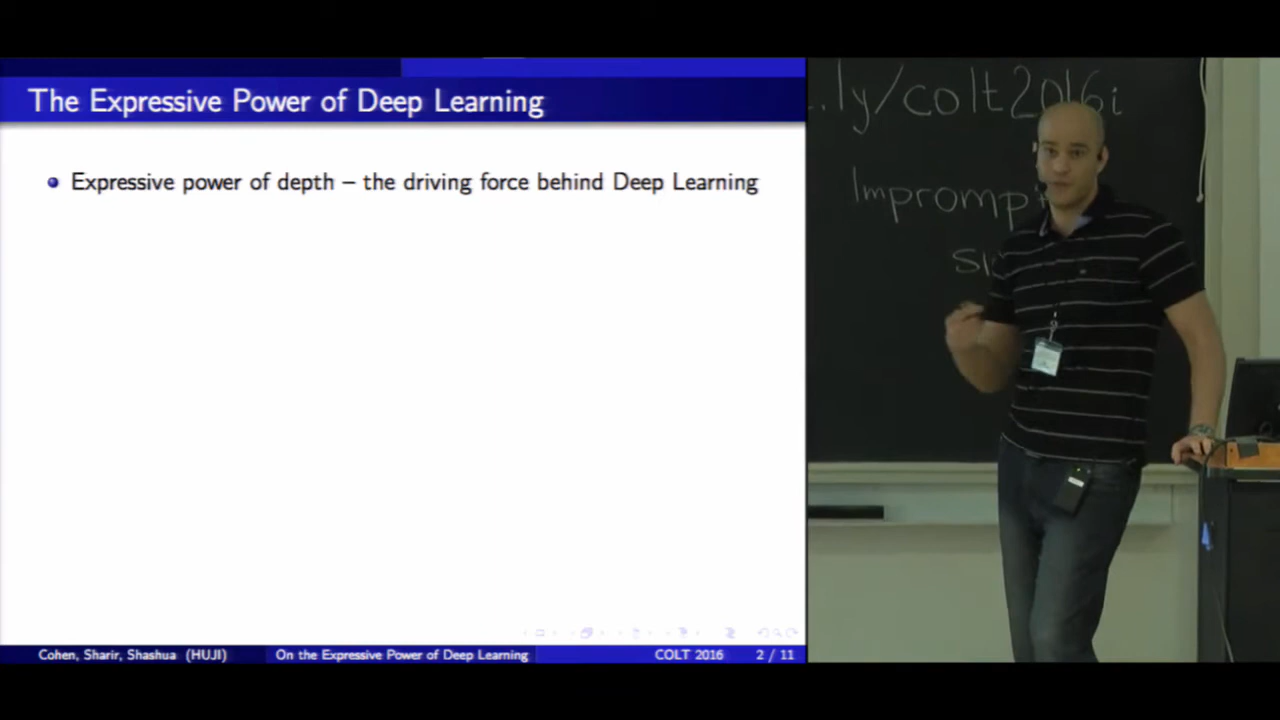 The Expressive Power of Deep Learning
Expressive power of depth – the driving force behind Deep Learning
Cohen, Sharir, Shashua (HUJI) On the Expressive Power of Deep Learning COLT 2016 2 / 11
.ly/colt2016i